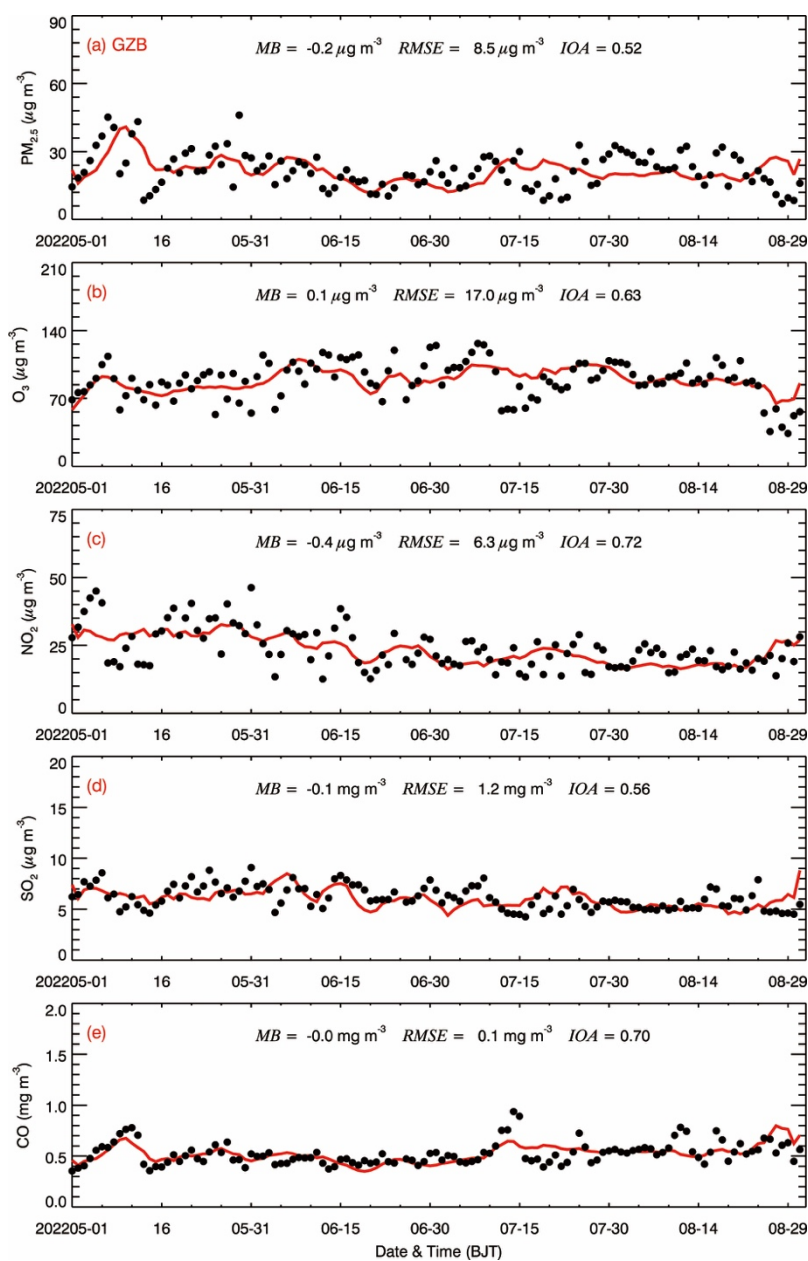 90
(a) GZB
MB = -0.2 μg m⁻³ RMSE = 8.5 μg m⁻³ IOA = 0.52
60
PM₂.₅ (μg m⁻³)
30
0
202205-01 16 05-31 06-15 06-30 07-15 07-30 08-14 08-29
210
(b)
MB = 0.1 μg m⁻³ RMSE = 17.0 μg m⁻³ IOA = 0.63
140
O₃ (μg m⁻³)
70
0
202205-01 16 05-31 06-15 06-30 07-15 07-30 08-14 08-29
75
(c)
MB = -0.4 μg m⁻³ RMSE = 6.3 μg m⁻³ IOA = 0.72
50
NO₂ (μg m⁻³)
25
0
202205-01 16 05-31 06-15 06-30 07-15 07-30 08-14 08-29
20
(d)
MB = -0.1 mg m⁻³ RMSE = 1.2 mg m⁻³ IOA = 0.56
15
10
SO₂ (μg m⁻³)
5
0
202205-01 16 05-31 06-15 06-30 07-15 07-30 08-14 08-29
2.0
(e)
MB = -0.0 mg m⁻³ RMSE = 0.1 mg m⁻³ IOA = 0.70
1.5
1.0
CO (mg m⁻³)
0.5
0.0
202205-01 16 05-31 06-15 06-30 07-15 07-30 08-14 08-29
Date & Time (BJT)